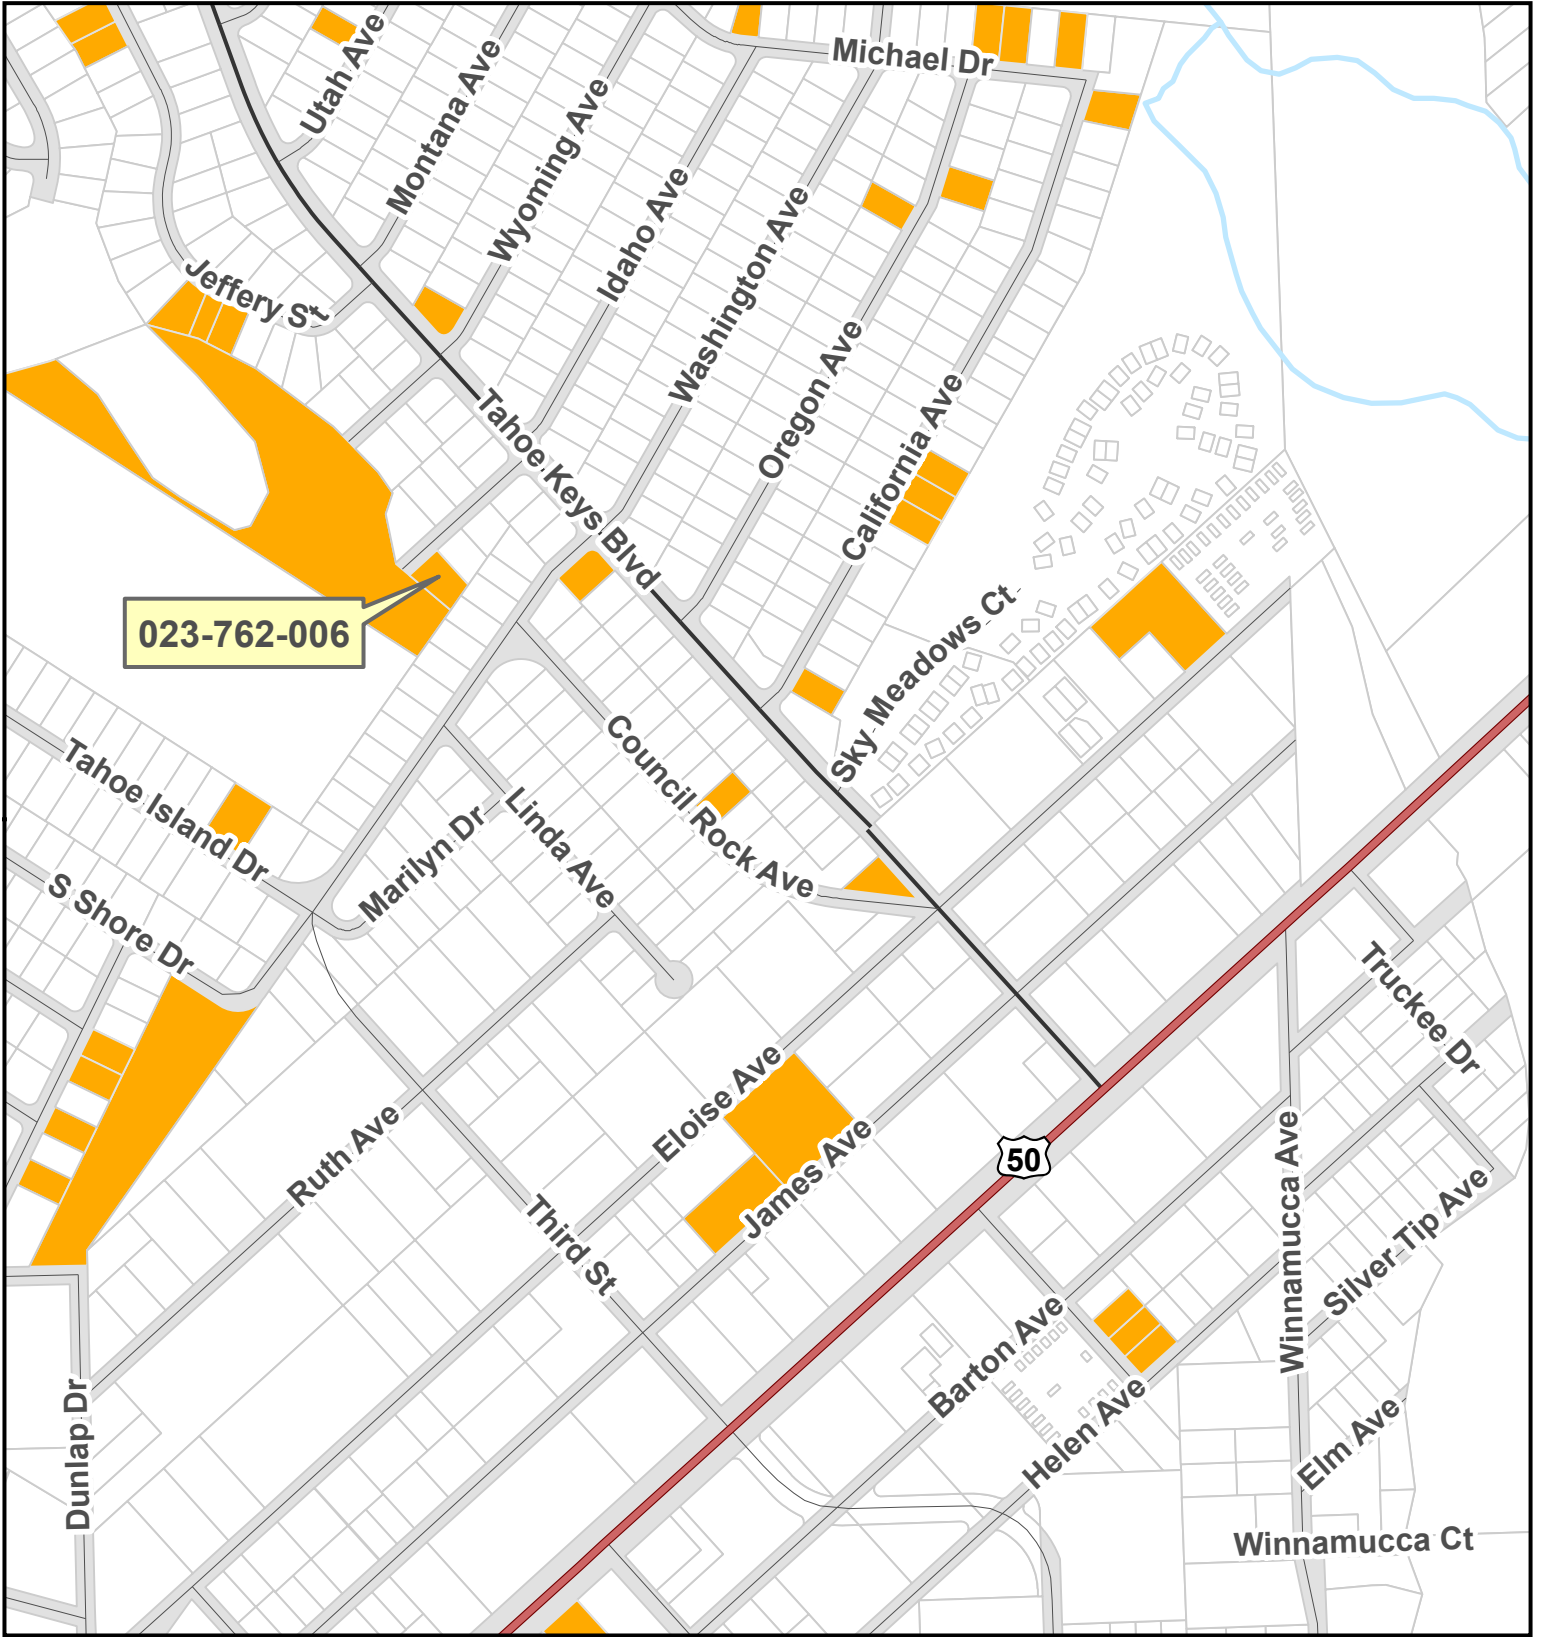 Utah Ave
Montana Ave
Wyoming Ave
Michael Dr
Idaho Ave
Washington Ave
Jeffery St
Oregon Ave
California Ave
Tahoe Keys Blvd
023-762-006
Sky Meadows Ct
Tahoe Island Dr
Council Rock Ave
Linda Ave
Marilyn Dr
S Shore Dr
Truckee Dr
Eloise Ave
Ruth Ave
James Ave
50
Winnamucca Ave
Third St
Silver Tip Ave
Barton Ave
Helen Ave
Dunlap Dr
Elm Ave
Winnamucca Ct